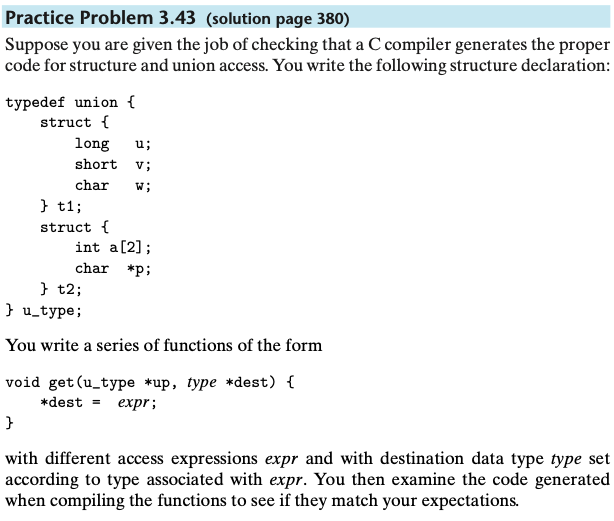 Practice Problem 3.43 (solution page 380)
Suppose you are given the job of checking that a C compiler generates the proper
code for structure and union access. You write the following structure declaration:
typedef union {
    struct {
        long   u;
        short  v;
        char   w;
    } t1;
    struct {
        int a[2];
        char  *p;
    } t2;
} u_type;
You write a series of functions of the form
void get(u_type *up, type *dest) {
    *dest =  expr;
}
with different access expressions expr and with destination data type type set
according to type associated with expr. You then examine the code generated
when compiling the functions to see if they match your expectations.